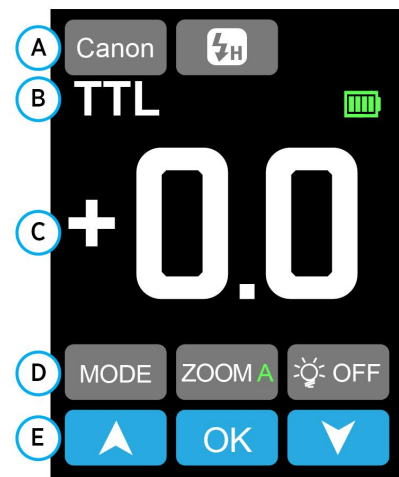 A Canon H
B TTL
C +0.0
D MODE ZOOM A OFF
E OK